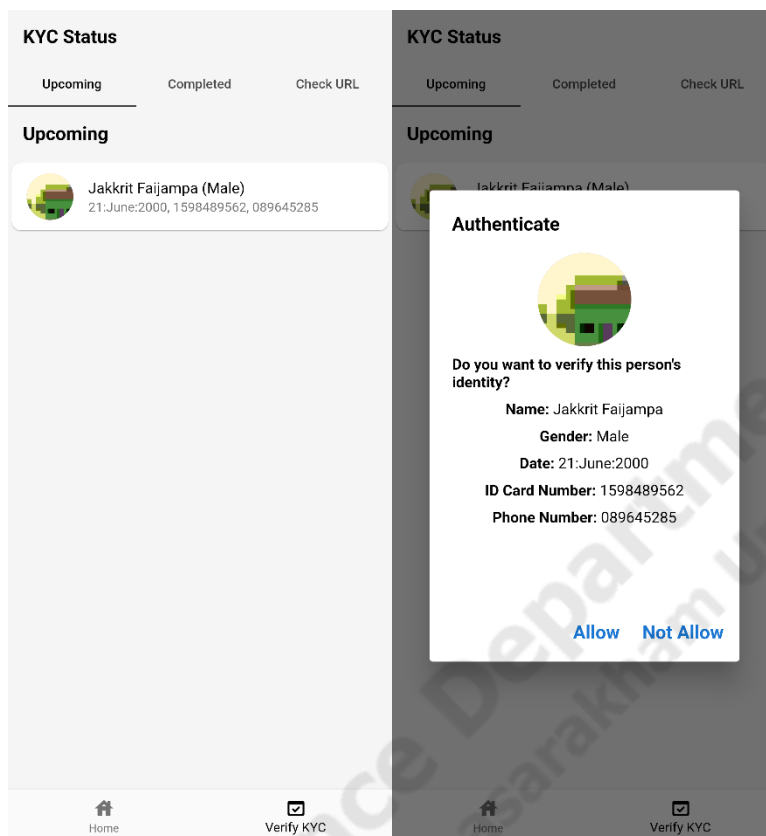 KYC Status
Upcoming Completed Check URL
Upcoming
Jakkrit Faijampa (Male)
21:June:2000, 1598489562, 089645285
Home Verify KYC
KYC Status
Upcoming Completed Check URL
Upcoming
Jakkrit Faijampa (Male)
Authenticate
Do you want to verify this person's
identity?
Name: Jakkrit Faijampa
Gender: Male
Date: 21:June:2000
ID Card Number: 1598489562
Phone Number: 089645285
Allow Not Allow
Home Verify KYC